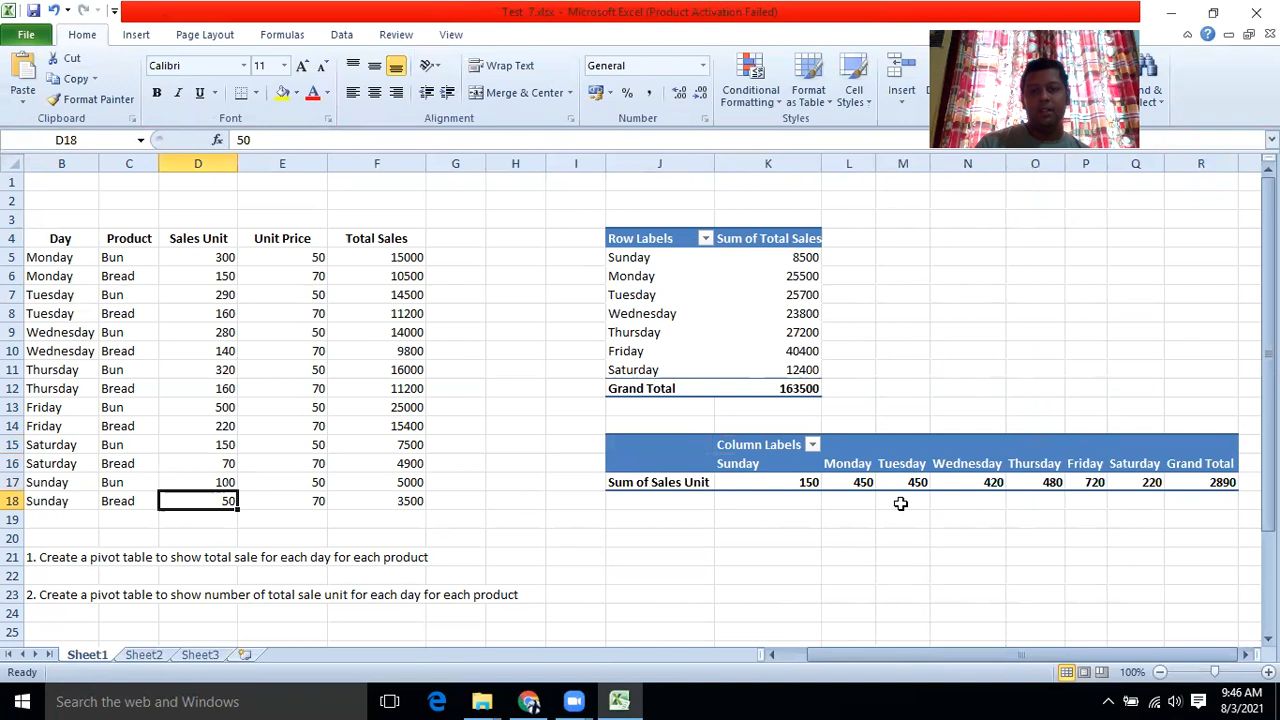 Test 7.xlsx - Microsoft Excel (Product Activation Failed)
File Home Insert Page Layout Formulas Data Review View
Paste Cut Copy Format Painter Clipboard
Calibri 11 B I U Font
Wrap Text Merge & Center Alignment
General % , Number
Conditional Formatting Format as Table Cell Styles Styles
Insert
D18 fx 50
B C D E F G H I J K L M N O P Q R
1
2
3
4 Day Product Sales Unit Unit Price Total Sales Row Labels Sum of Total Sales
5 Monday Bun 300 50 15000 Sunday 8500
6 Monday Bread 150 70 10500 Monday 25500
7 Tuesday Bun 290 50 14500 Tuesday 25700
8 Tuesday Bread 160 70 11200 Wednesday 23800
9 Wednesday Bun 280 50 14000 Thursday 27200
10 Wednesday Bread 140 70 9800 Friday 40400
11 Thursday Bun 320 50 16000 Saturday 12400
12 Thursday Bread 160 70 11200 Grand Total 163500
13 Friday Bun 500 50 25000
14 Friday Bread 220 70 15400
15 Saturday Bun 150 50 7500 Column Labels
16 Saturday Bread 70 70 4900 Sunday Monday Tuesday Wednesday Thursday Friday Saturday Grand Total
17 Sunday Bun 100 50 5000 Sum of Sales Unit 150 450 450 420 480 720 220 2890
18 Sunday Bread 50 70 3500
19
20
21 1. Create a pivot table to show total sale for each day for each product
22
23 2. Create a pivot table to show number of total sale unit for each day for each product
24
25
Sheet1 Sheet2 Sheet3
Ready 100%
Search the web and Windows 9:46 AM
8/3/2021